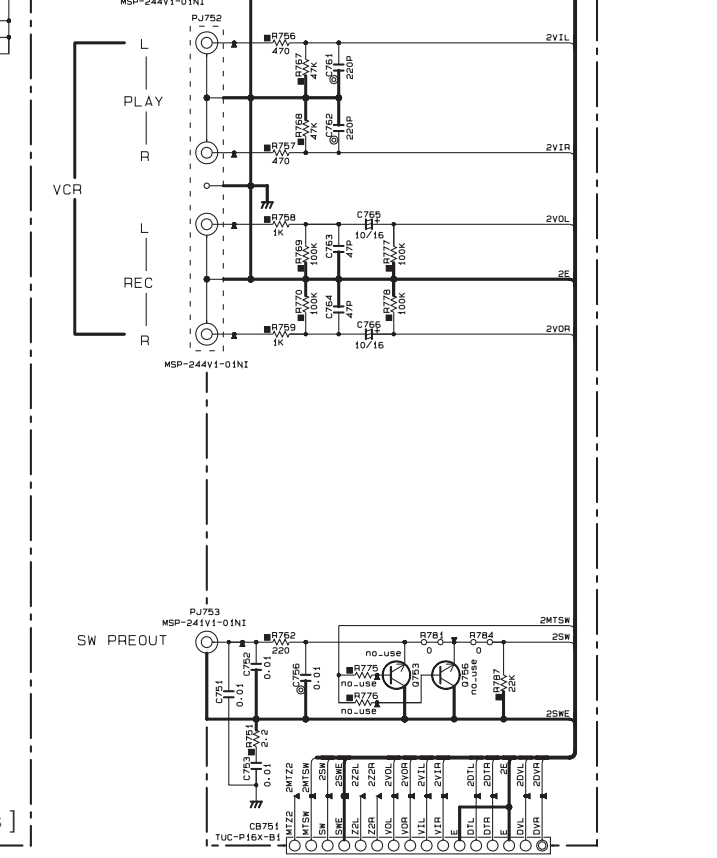 MSP-244V1-01NI
PJ752
L
R756
470
2VIL
R767
47K
C761
220P
PLAY
R768
47K
C762
220P
R
R757
470
2VIR
VCR
L
R758
1K
C765
10/16
2VOL
R769
100K
C763
47P
R777
100K
REC
2E
R770
100K
C764
47P
R778
100K
R
R759
1K
C766
10/16
2VOR
MSP-244V1-01NI
PJ753
MSP-241V1-01NI
SW PREOUT
2MTSW
R762
220
R781
0
R784
0
2SW
C752
0.01
C756
0.01
no_use
R775
no_use
Q753
Q756
no_use
R787
22K
C751
0.01
R776
no_use
2SWE
R751
2.2
C753
0.01
2MTZ2
2MTSW
2SW
2SWE
2Z2L
2Z2R
2VOL
2VOR
2VIL
2VIR
2DTL
2DTR
2E
2DVL
2DVR
CB751
TUC-P16X-B1
MTZ2
MTSW
SW
SWE
Z2L
Z2R
VOL
VOR
VIL
VIR
E
DTL
DTR
E
DVL
DVR
]